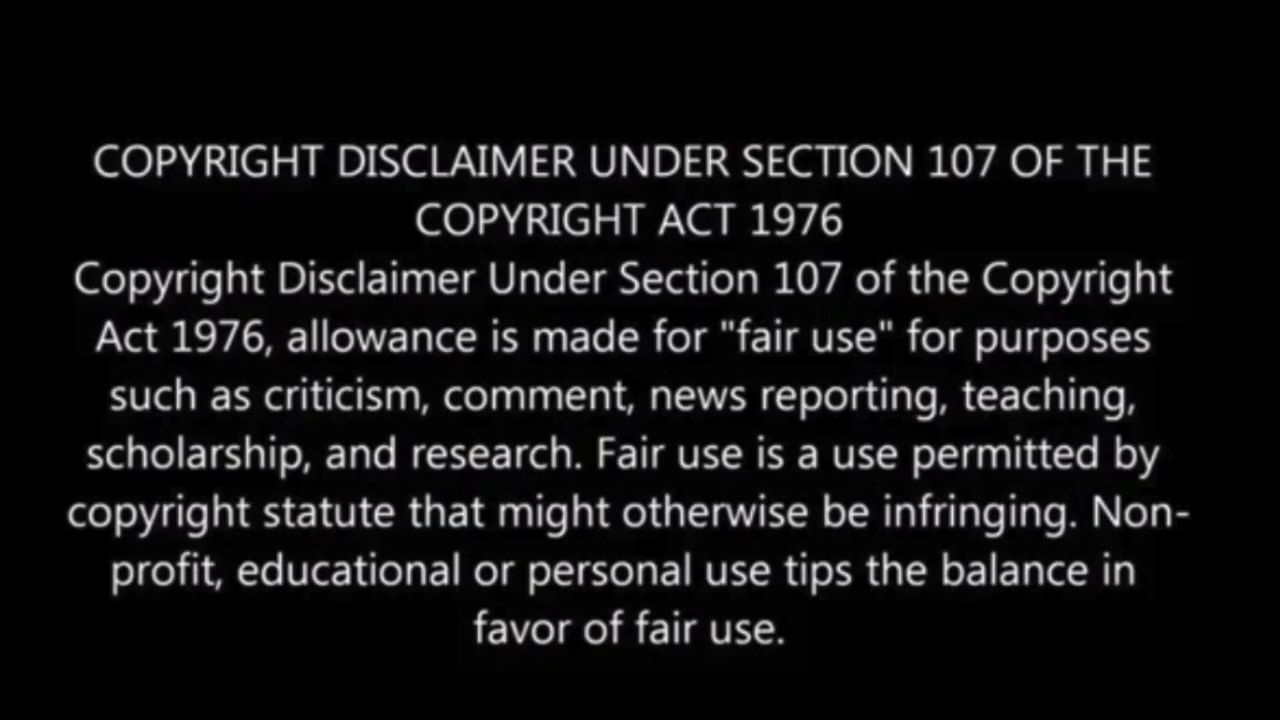 COPYRIGHT DISCLAIMER UNDER SECTION 107 OF THE
COPYRIGHT ACT 1976
Copyright Disclaimer Under Section 107 of the Copyright
Act 1976, allowance is made for "fair use" for purposes
such as criticism, comment, news reporting, teaching,
scholarship, and research. Fair use is a use permitted by
copyright statute that might otherwise be infringing. Non-
profit, educational or personal use tips the balance in
favor of fair use.